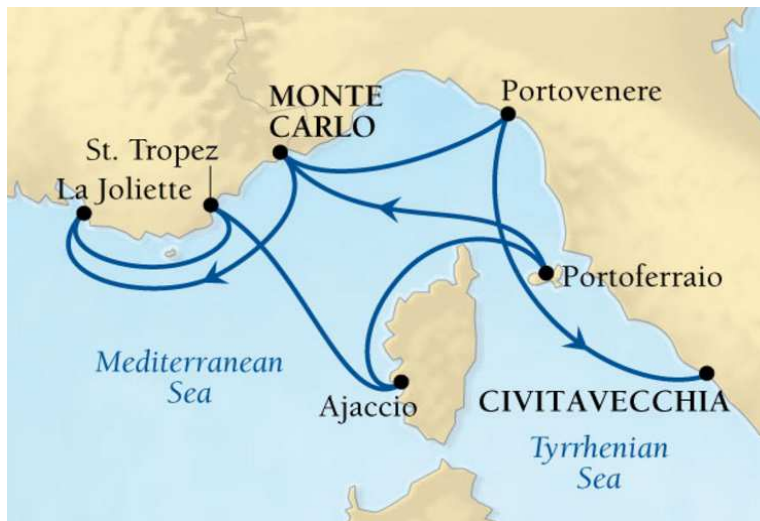 MONTE
CARLO
Portovenere
St. Tropez
La Joliette
Portoferraio
Mediterranean
Sea
Ajaccio
CIVITAVECCHIA
Tyrrhenian
Sea